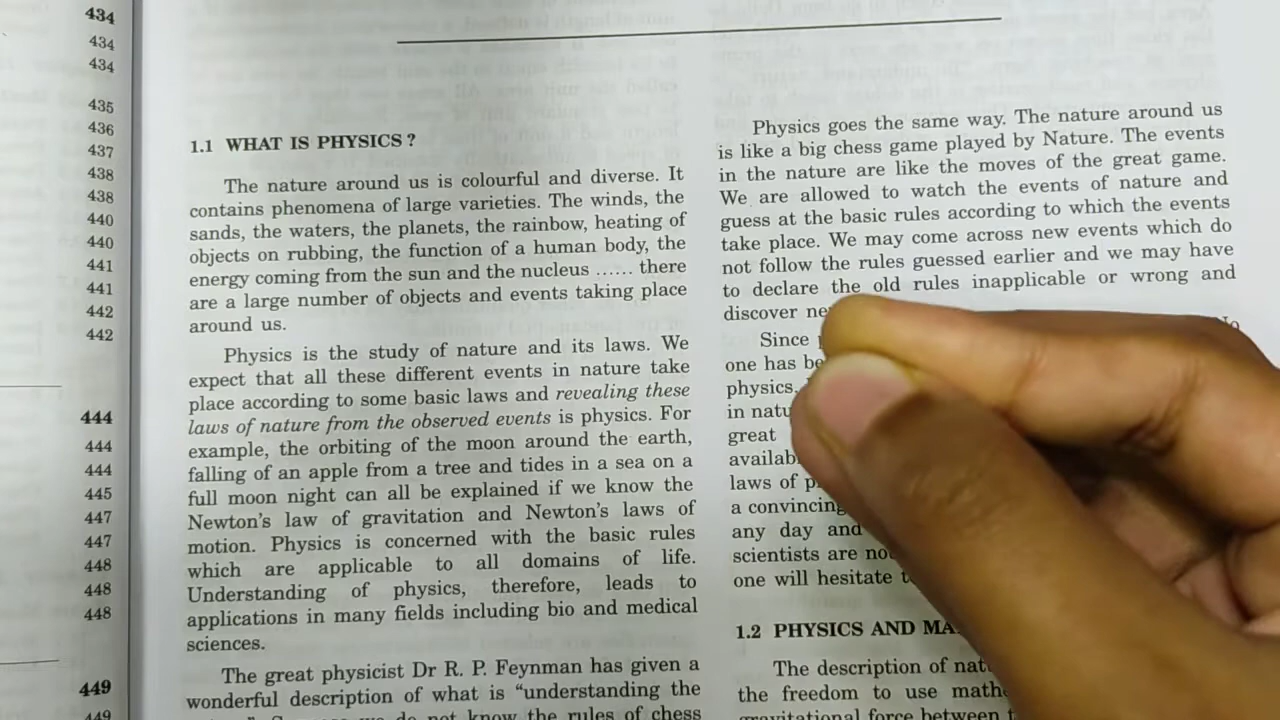 434
434
434
435
436
437
438
438
440
440
441
441
442
442
444
444
444
445
447
447
448
448
448
449
449
1.1 WHAT IS PHYSICS ?
The nature around us is colourful and diverse. It
contains phenomena of large varieties. The winds, the
sands, the waters, the planets, the rainbow, heating of
objects on rubbing, the function of a human body, the
energy coming from the sun and the nucleus ...... there
are a large number of objects and events taking place
around us.
Physics is the study of nature and its laws. We
expect that all these different events in nature take
place according to some basic laws and revealing these
laws of nature from the observed events is physics. For
example, the orbiting of the moon around the earth,
falling of an apple from a tree and tides in a sea on a
full moon night can all be explained if we know the
Newton's law of gravitation and Newton's laws of
motion. Physics is concerned with the basic rules
which are applicable to all domains of life.
Understanding of physics, therefore, leads to
applications in many fields including bio and medical
sciences.
The great physicist Dr R. P. Feynman has given a
wonderful description of what is "understanding the
not know the rules of chess
Physics goes the same way. The nature around us
is like a big chess game played by Nature. The events
in the nature are like the moves of the great game.
We are allowed to watch the events of nature and
guess at the basic rules according to which the events
take place. We may come across new events which do
not follow the rules guessed earlier and we may have
to declare the old rules inapplicable or wrong and
discover
Since
No
one has
physics,
in
great
laws of
a convincing
any day and
scientists are
one will hesitate
1.2 PHYSICS AND
The description of
the freedom to use
gravitational force between